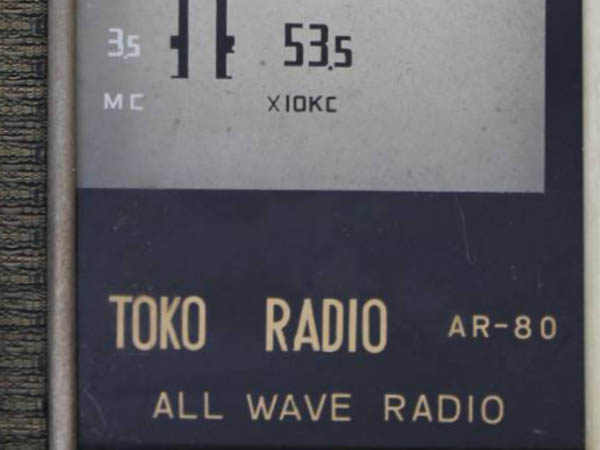 3.5 53.5
MC X10KC
TOKO RADIO AR-80
ALL WAVE RADIO